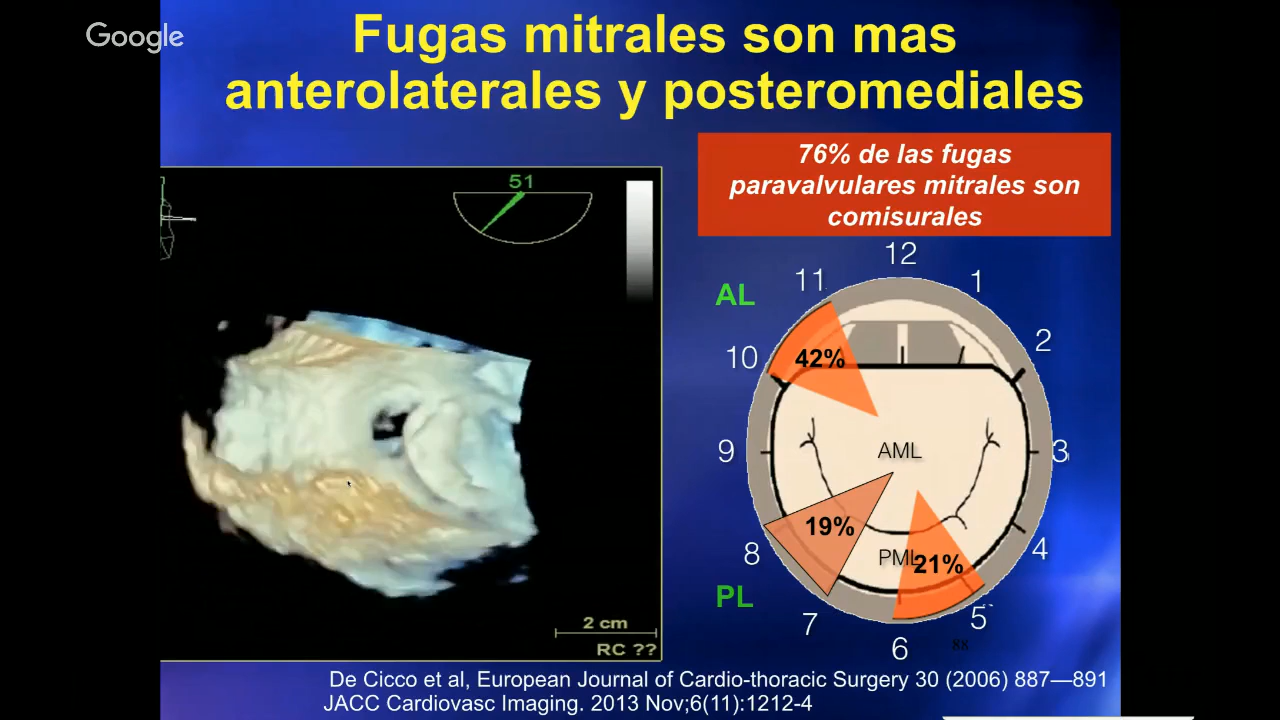 Google
Fugas mitrales son mas
anterolaterales y posteromediales
51
76% de las fugas
paravalvulares mitrales son
comisurales
12
11
1
AL
2
10
42%
9
AML
3
19%
8
PML
21%
4
PL
7
5
6
88
2 cm
RC ??
De Cicco et al, European Journal of Cardio-thoracic Surgery 30 (2006) 887—891
JACC Cardiovasc Imaging. 2013 Nov;6(11):1212-4